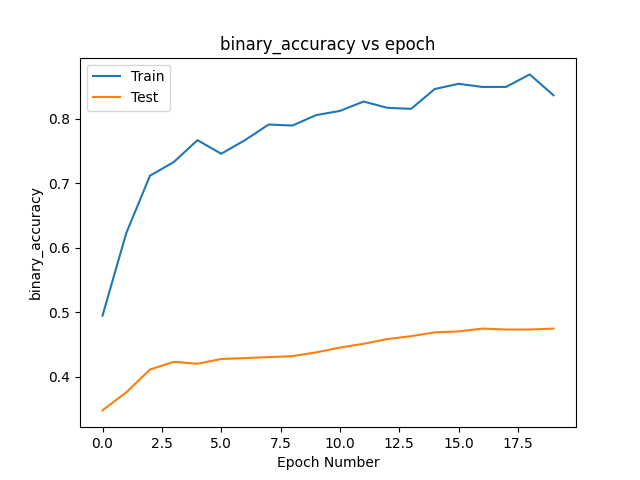 binary_accuracy vs epoch
Train
Test
0.8
0.7
0.6
0.5
0.4
binary_accuracy
0.0 2.5 5.0 7.5 10.0 12.5 15.0 17.5
Epoch Number